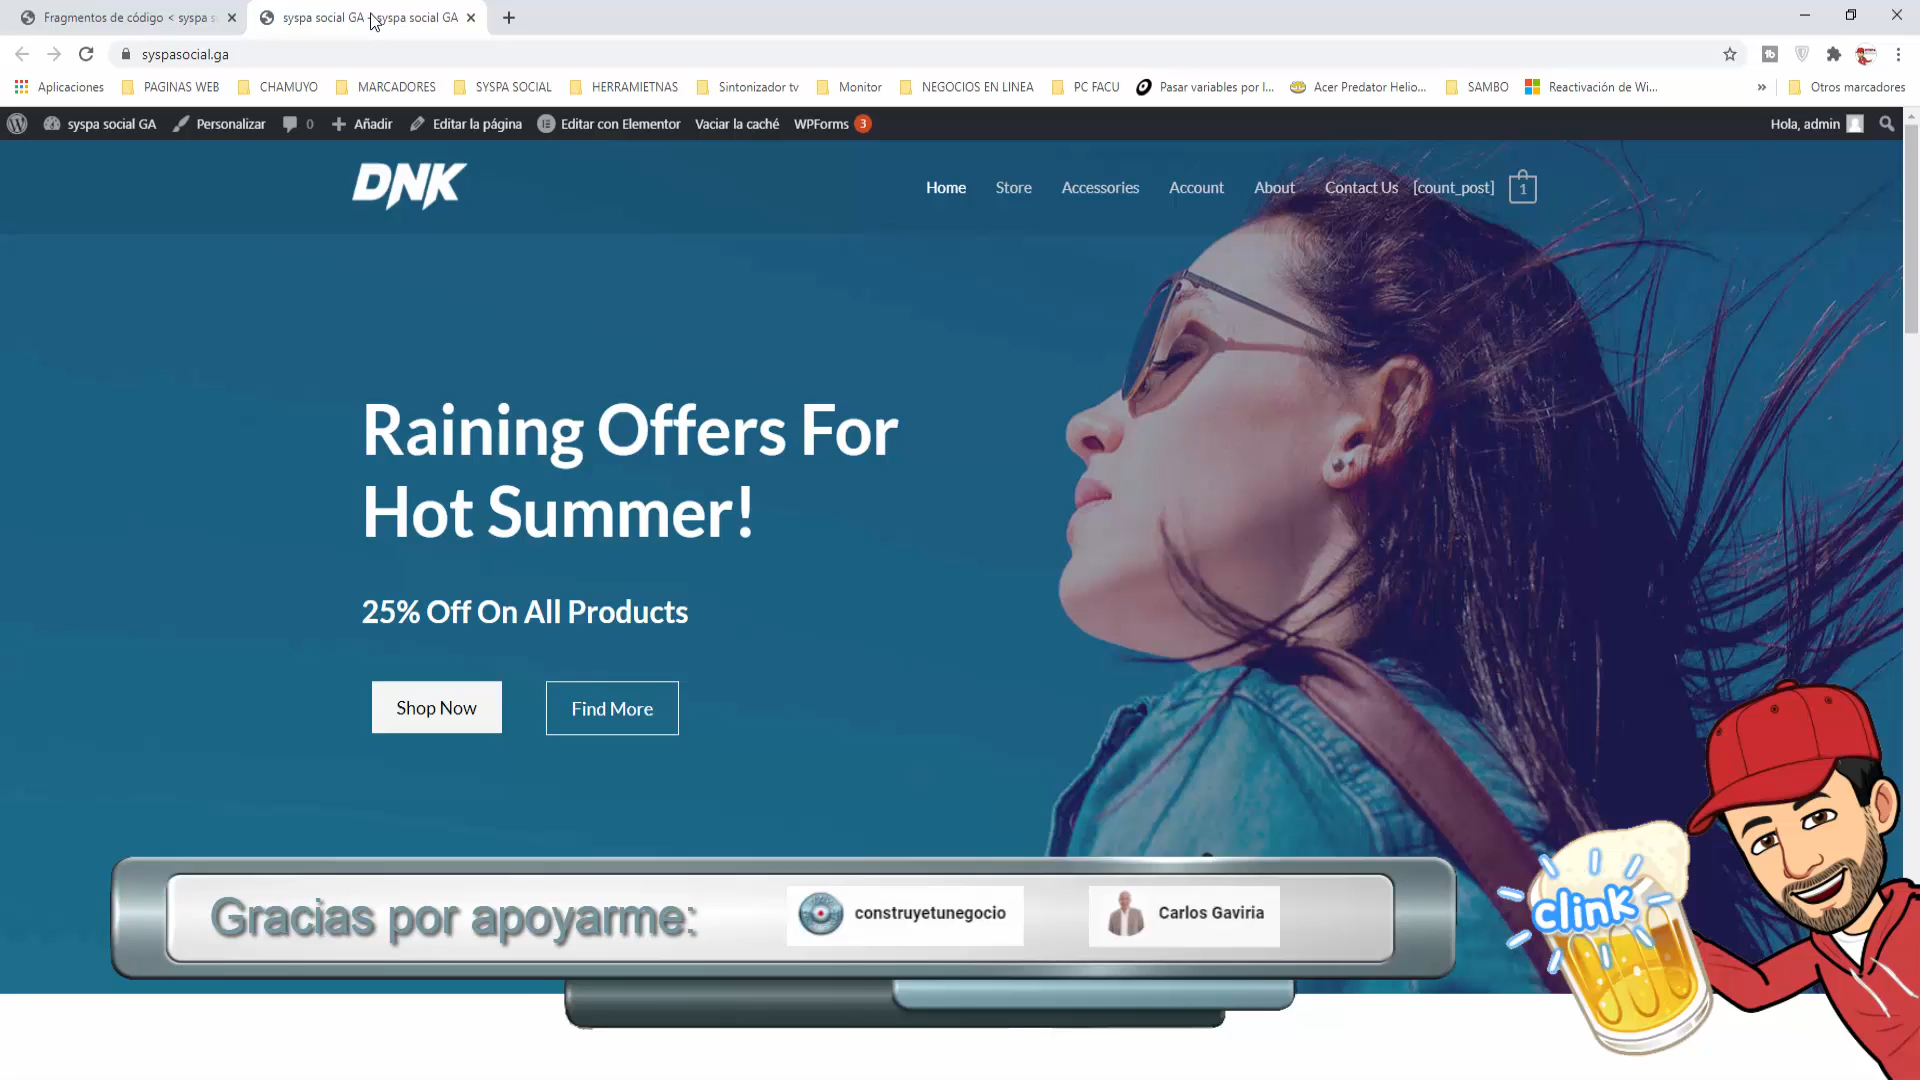 Fragmentos de código < syspa s
syspa social GA - syspa social GA
syspasocial.ga
Aplicaciones
PAGINAS WEB
CHAMUYO
MARCADORES
SYSPA SOCIAL
HERRAMIETNAS
Sintonizador tv
Monitor
NEGOCIOS EN LINEA
PC FACU
Pasar variables por l...
Acer Predator Helio...
SAMBO
Reactivación de Wi...
»
Otros marcadores
syspa social GA
Personalizar
0
Añadir
Editar la página
Editar con Elementor
Vaciar la caché
WPForms 3
Hola, admin
DNK
Home
Store
Accessories
Account
About
Contact Us
[count_post]
1
Raining Offers For
Hot Summer!
25% Off On All Products
Shop Now
Find More
Gracias por apoyarme:
construyetunegocio
Carlos Gaviria
clink